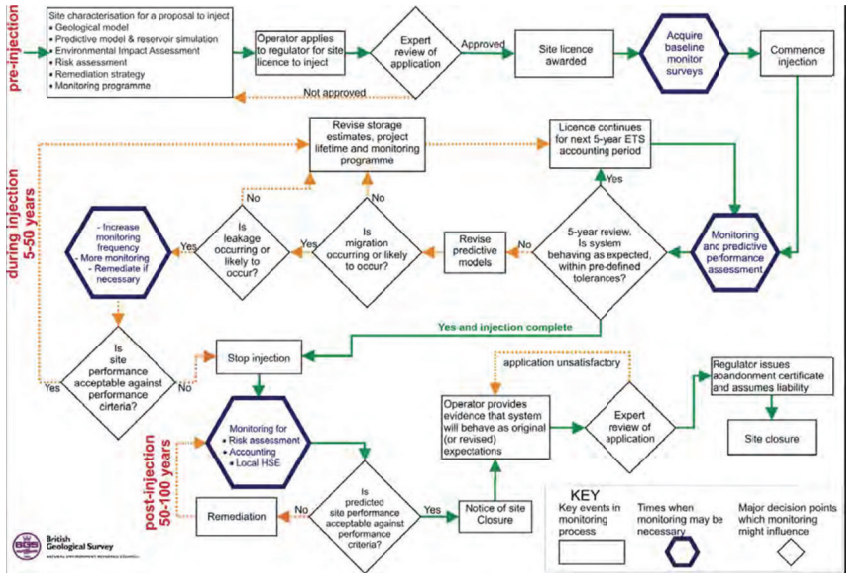 pre-injection
Site characterisation for a proposal to inject
• Geological model
• Predictive model & reservoir simulation
• Environmental Impact Assessment
• Risk assessment
• Remediation strategy
• Monitoring programme
Operator applies
to regulator for site
licence to inject
Expert
review of
application
Approved
Not approved
Site licence
awarded
Acquire
baseline
monitor
surveys
Commence
injection
during injection
5-50 years
Revise storage
estimates, project
lifetime and monitoring
programme
Licence continues
for next 5-year ETS
accounting period
Yes
No
No
- Increase
monitoring
frequency
- More monitoring
- Remediate if
necessary
Yes
Is
leakage
occurring or
likely to
occur?
Yes
Is
migration
occurring or likely
to occur?
Revise
predictive
models
No
5-year review.
Is system
behaving as expected,
within pre-defined
tolerances?
Monitoring
and predictive
performance
assessment
Yes and injection complete
Is
site
performance
acceptable against
performance
cirteria?
Yes
No
Stop injection
application unsatisfactory
Operator provides
evidence that system
will behave as original
(or revised)
expectations
Expert
review of
application
Regulator issues
abandonment certificate
and assumes liability
Site closure
post-injection
50-100 years
Monitoring for
• Risk assessment
• Accounting
• Local HSE
Remediation
No
Is
predicted
site performance
acceptable against
performance
criteria?
Yes
Notice of site
Closure
KEY
Key events in
monitoring
process
Times when
monitoring may be
necessary
Major decision points
which monitoring
might influence
BGS
British
Geological Survey
NATURAL ENVIRONMENT RESEARCH COUNCIL